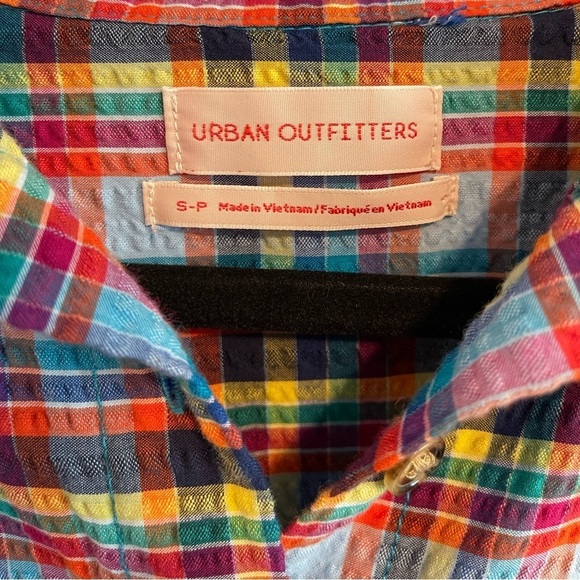 URBAN OUTFITTERS
S-P Made in Vietnam/Fabriqué en Vietnam